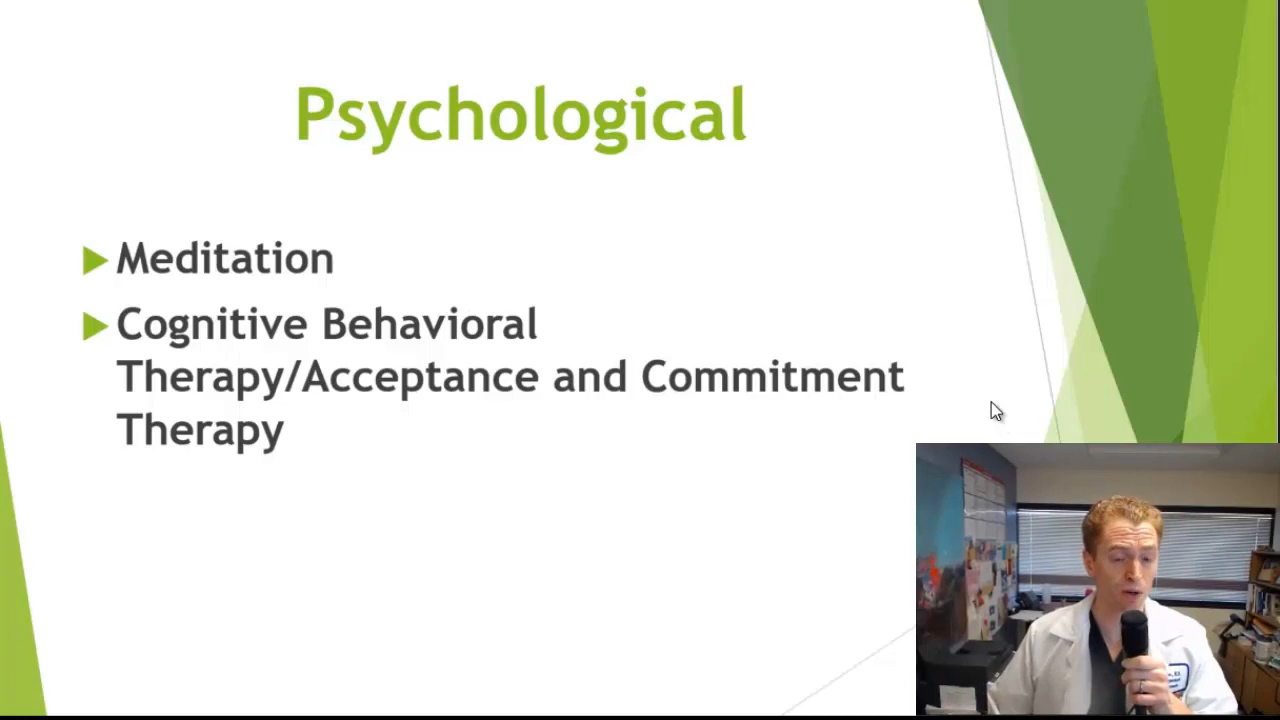 Psychological
Meditation
Cognitive Behavioral
Therapy/Acceptance and Commitment
Therapy